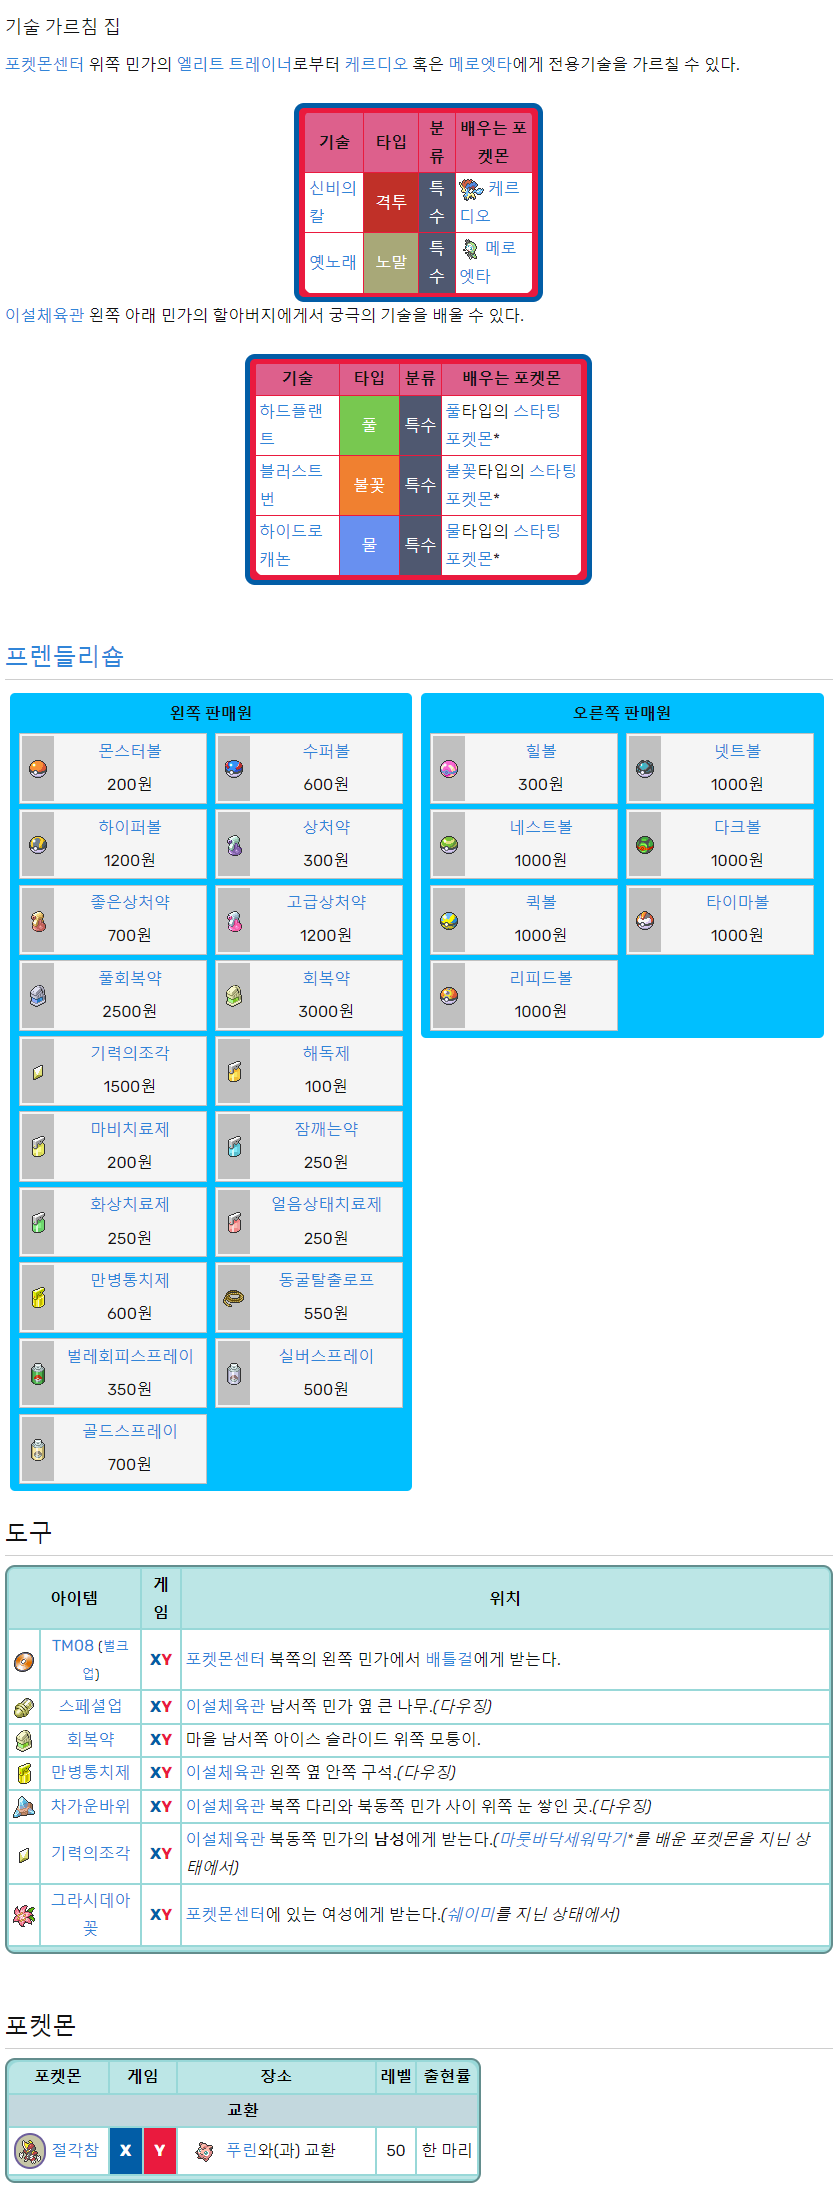 기술 가르침 집
포켓몬센터 위쪽 민가의 엘리트 트레이너로부터 케르디오 혹은 메로엣타에게 전용기술을 가르칠 수 있다.
기술 타입 분류 배우는 포켓몬
신비의칼 격투 특수 케르디오
옛노래 노말 특수 메로엣타
이설체육관 왼쪽 아래 민가의 할아버지에게서 궁극의 기술을 배울 수 있다.
기술 타입 분류 배우는 포켓몬
하드플랜트 풀 특수 풀타입의 스타팅 포켓몬*
블러스트번 불꽃 특수 불꽃타입의 스타팅 포켓몬*
하이드로캐논 물 특수 물타입의 스타팅 포켓몬*
프렌들리숍
왼쪽 판매원
몬스터볼 수퍼볼
200원 600원
하이퍼볼 상처약
1200원 300원
좋은상처약 고급상처약
700원 1200원
풀회복약 회복약
2500원 3000원
기력의조각 해독제
1500원 100원
마비치료제 잠깨는약
200원 250원
화상치료제 얼음상태치료제
250원 250원
만병통치제 동굴탈출로프
600원 550원
벌레회피스프레이 실버스프레이
350원 500원
골드스프레이
700원
오른쪽 판매원
힐볼 넷트볼
300원 1000원
네스트볼 다크볼
1000원 1000원
퀵볼 타이마볼
1000원 1000원
리피드볼
1000원
도구
아이템 게임 위치
TM08 (벌크업) XY 포켓몬센터 북쪽의 왼쪽 민가에서 배틀걸에게 받는다.
스페셜업 XY 이설체육관 남서쪽 민가 옆 큰 나무.(다우징)
회복약 XY 마을 남서쪽 아이스 슬라이드 위쪽 모퉁이.
만병통치제 XY 이설체육관 왼쪽 옆 안쪽 구석.(다우징)
차가운바위 XY 이설체육관 북쪽 다리와 북동쪽 민가 사이 위쪽 눈 쌓인 곳.(다우징)
기력의조각 XY 이설체육관 북동쪽 민가의 남성에게 받는다.(마룻바닥세워막기*를 배운 포켓몬을 지닌 상태에서)
그라시데아꽃 XY 포켓몬센터에 있는 여성에게 받는다.(쉐이미를 지닌 상태에서)
포켓몬
포켓몬 게임 장소 레벨 출현률
교환
절각참 X Y 푸린와(과) 교환 50 한 마리